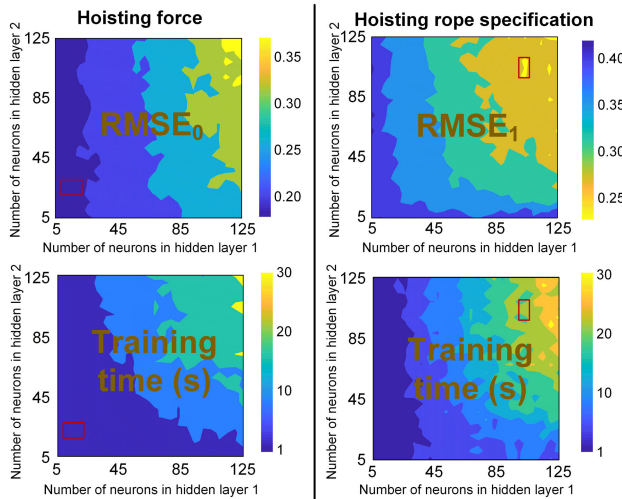 Hoisting force
Number of neurons in hidden layer 2
125
85
45
5
RMSE0
5 45 85 125
Number of neurons in hidden layer 1
0.35
0.30
0.25
0.20
Hoisting rope specification
Number of neurons in hidden layer 2
125
85
45
5
RMSE1
5 45 85 125
Number of neurons in hidden layer 1
0.40
0.35
0.30
0.25
Number of neurons in hidden layer 2
125
85
45
5
Training
time (s)
5 45 85 125
Number of neurons in hidden layer 1
30
20
10
1
Number of neurons in hidden layer 2
125
85
45
5
Training
time (s)
5 45 85 125
Number of neurons in hidden layer 1
30
20
10
1